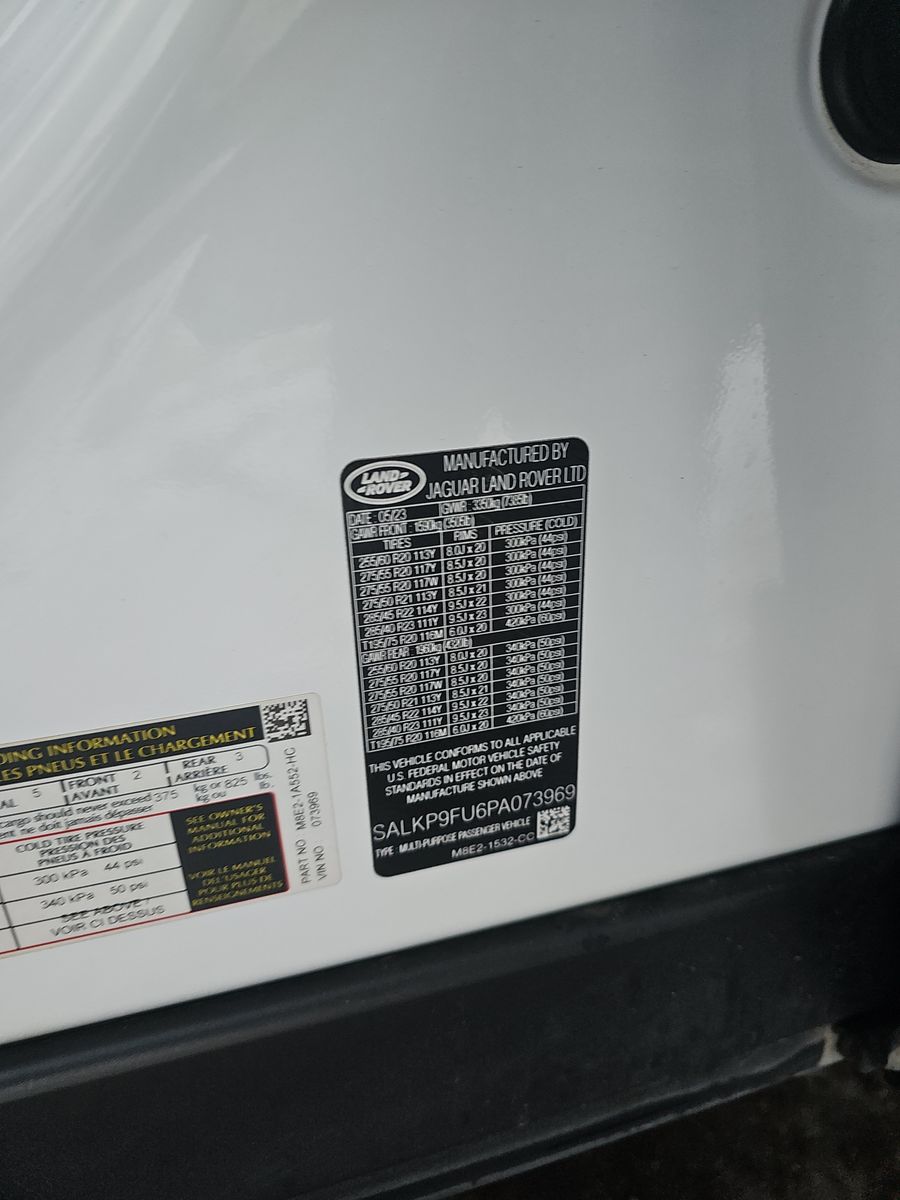 LAND ROVER
MANUFACTURED BY
JAGUAR LAND ROVER LTD
DATE : 05/23 GVWR : 3350kg (7385lb)
GAWR FRONT : 1590kg (3505lb)
TIRES RIMS PRESSURE (COLD)
255/60 R20 113Y 8.0J x 20 300kPa (44psi)
275/55 R20 117Y 8.5J x 20 300kPa (44psi)
275/55 R20 117W 8.5J x 20 300kPa (44psi)
275/50 R21 113Y 8.5J x 21 300kPa (44psi)
285/45 R22 114Y 9.5J x 22 300kPa (44psi)
285/40 R23 111Y 9.5J x 23 300kPa (44psi)
T195/75 R20 116M 6.0J x 20 420kPa (60psi)
GAWR REAR 1960kg (4320lb)
255/60 R20 113Y 8.0J x 20 340kPa (50psi)
275/55 R20 117Y 8.5J x 20 340kPa (50psi)
275/55 R20 117W 8.5J x 20 340kPa (50psi)
275/50 R21 113Y 8.5J x 21 340kPa (50psi)
285/45 R22 114Y 9.5J x 22 340kPa (50psi)
285/40 R23 111Y 9.5J x 23 340kPa (50psi)
T195/75 R20 116M 6.0J x 20 420kPa (60psi)
THIS VEHICLE CONFORMS TO ALL APPLICABLE
U.S. FEDERAL MOTOR VEHICLE SAFETY
STANDARDS IN EFFECT ON THE DATE OF
MANUFACTURE SHOWN ABOVE
SALKP9FU6PA073969
TYPE : MULTI-PURPOSE PASSENGER VEHICLE
M8E2-1532-CC
DING INFORMATION
LES PNEUS ET LE CHARGEMENT
AL 5 FRONT 2 REAR 3
AVANT ARRIÈRE
cargo should never exceed 375 kg or 825 lbs.
ent ne doit jamais dépasser kg ou lb.
COLD TIRE PRESSURE
PRESSION DES
PNEUS À FROID
300 kPa 44 psi
340 kPa 50 psi
SEE ABOVE /
VOIR CI DESSUS
SEE OWNER'S
MANUAL FOR
ADDITIONAL
INFORMATION
VOIR LE MANUEL
DE L'USAGER
POUR PLUS DE
RENSEIGNEMENTS
PART NO M8E2-1A552-HC
VIN NO 073969